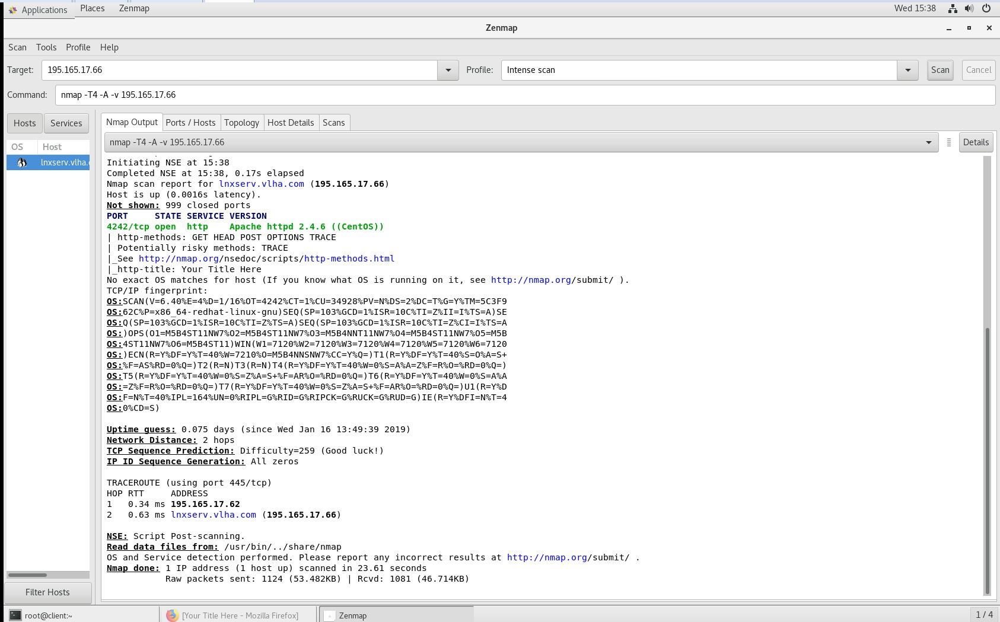 Applications Places Zenmap Wed 15:38
Zenmap
Scan Tools Profile Help
Target: 195.165.17.66 Profile: Intense scan Scan Cancel
Command: nmap -T4 -A -v 195.165.17.66
Hosts Services
Nmap Output Ports / Hosts Topology Host Details Scans
OS Host
lnxserv.vlha.
nmap -T4 -A -v 195.165.17.66 Details
Initiating NSE at 15:38
Completed NSE at 15:38, 0.17s elapsed
Nmap scan report for lnxserv.vlha.com (195.165.17.66)
Host is up (0.0016s latency).
Not shown: 999 closed ports
PORT     STATE SERVICE VERSION
4242/tcp open  http    Apache httpd 2.4.6 ((CentOS))
| http-methods: GET HEAD POST OPTIONS TRACE
| Potentially risky methods: TRACE
|_See http://nmap.org/nsedoc/scripts/http-methods.html
|_http-title: Your Title Here
No exact OS matches for host (If you know what OS is running on it, see http://nmap.org/submit/ ).
TCP/IP fingerprint:
OS:SCAN(V=6.40%E=4%D=1/16%OT=4242%CT=1%CU=34928%PV=N%DS=2%DC=T%G=Y%TM=5C3F9
OS:62C%P=x86_64-redhat-linux-gnu)SEQ(SP=103%GCD=1%ISR=10C%TI=Z%II=I%TS=A)SE
OS:Q(SP=103%GCD=1%ISR=10C%TI=Z%TS=A)SEQ(SP=103%GCD=1%ISR=10C%TI=Z%CI=I%TS=A
OS:)OPS(O1=M5B4ST11NW7%O2=M5B4ST11NW7%O3=M5B4NNT11NW7%O4=M5B4ST11NW7%O5=M5B
OS:4ST11NW7%O6=M5B4ST11)WIN(W1=7120%W2=7120%W3=7120%W4=7120%W5=7120%W6=7120
OS:)ECN(R=Y%DF=Y%T=40%W=7210%O=M5B4NNSNW7%CC=Y%Q=)T1(R=Y%DF=Y%T=40%S=O%A=S+
OS:%F=AS%RD=0%Q=)T2(R=N)T3(R=N)T4(R=Y%DF=Y%T=40%W=0%S=A%A=Z%F=R%O=%RD=0%Q=)
OS:T5(R=Y%DF=Y%T=40%W=0%S=Z%A=S+%F=AR%O=%RD=0%Q=)T6(R=Y%DF=Y%T=40%W=0%S=A%A
OS:=Z%F=R%O=%RD=0%Q=)T7(R=Y%DF=Y%T=40%W=0%S=Z%A=S+%F=AR%O=%RD=0%Q=)U1(R=Y%D
OS:F=N%T=40%IPL=164%UN=0%RIPL=G%RID=G%RIPCK=G%RUCK=G%RUD=G)IE(R=Y%DFI=N%T=4
OS:0%CD=S)
Uptime guess: 0.075 days (since Wed Jan 16 13:49:39 2019)
Network Distance: 2 hops
TCP Sequence Prediction: Difficulty=259 (Good luck!)
IP ID Sequence Generation: All zeros
TRACEROUTE (using port 445/tcp)
HOP RTT     ADDRESS
1   0.34 ms 195.165.17.62
2   0.63 ms lnxserv.vlha.com (195.165.17.66)
NSE: Script Post-scanning.
Read data files from: /usr/bin/../share/nmap
OS and Service detection performed. Please report any incorrect results at http://nmap.org/submit/ .
Nmap done: 1 IP address (1 host up) scanned in 23.61 seconds
Raw packets sent: 1124 (53.482KB) | Rcvd: 1081 (46.714KB)
Filter Hosts
root@client:~ [Your Title Here - Mozilla Firefox] Zenmap 1 / 4